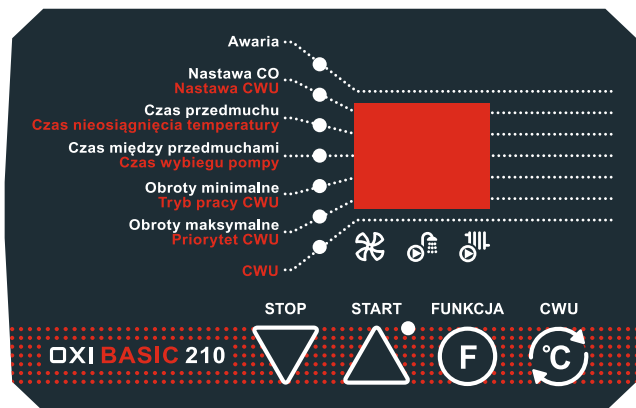 Awaria
Nastawa CO
Nastawa CWU
Czas przedmuchu
Czas nieosiągnięcia temperatury
Czas między przedmuchami
Czas wybiegu pompy
Obroty minimalne
Tryb pracy CWU
Obroty maksymalne
Priorytet CWU
CWU
STOP START FUNKCJA CWU
F °C
OXI BASIC 210